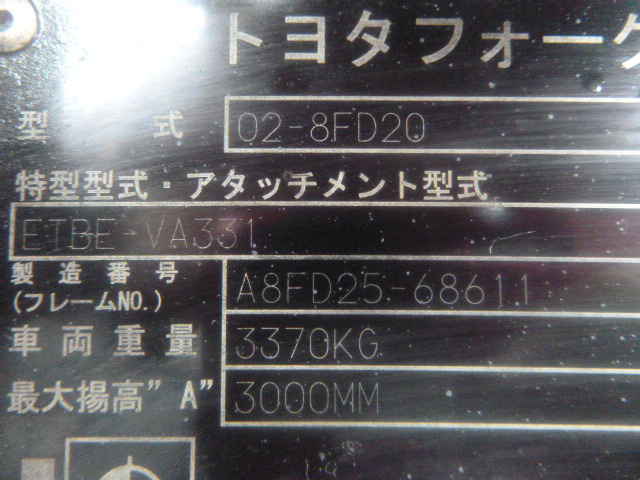 トヨタフォーク
型式 02-8FD20
特型型式・アタッチメント型式
ETBE-VA331
製造番号
(フレームNO.) A8FD25-68611
車両重量 3370KG
最大揚高"A" 3000MM